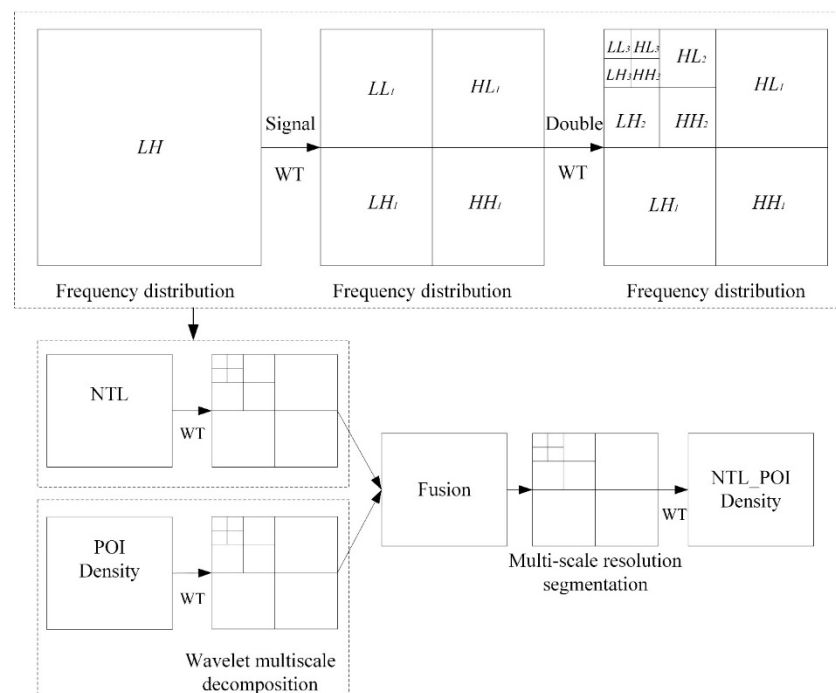 LH
Signal
WT
LL1
HL1
LH1
HH1
Double
WT
LL3 HL3
LH3 HH3
HL2
LH2
HH2
HL1
LH1
HH1
Frequency distribution
Frequency distribution
Frequency distribution
NTL
WT
POI
Density
WT
Wavelet multiscale
decomposition
Fusion
Multi-scale resolution
segmentation
WT
NTL_POI
Density